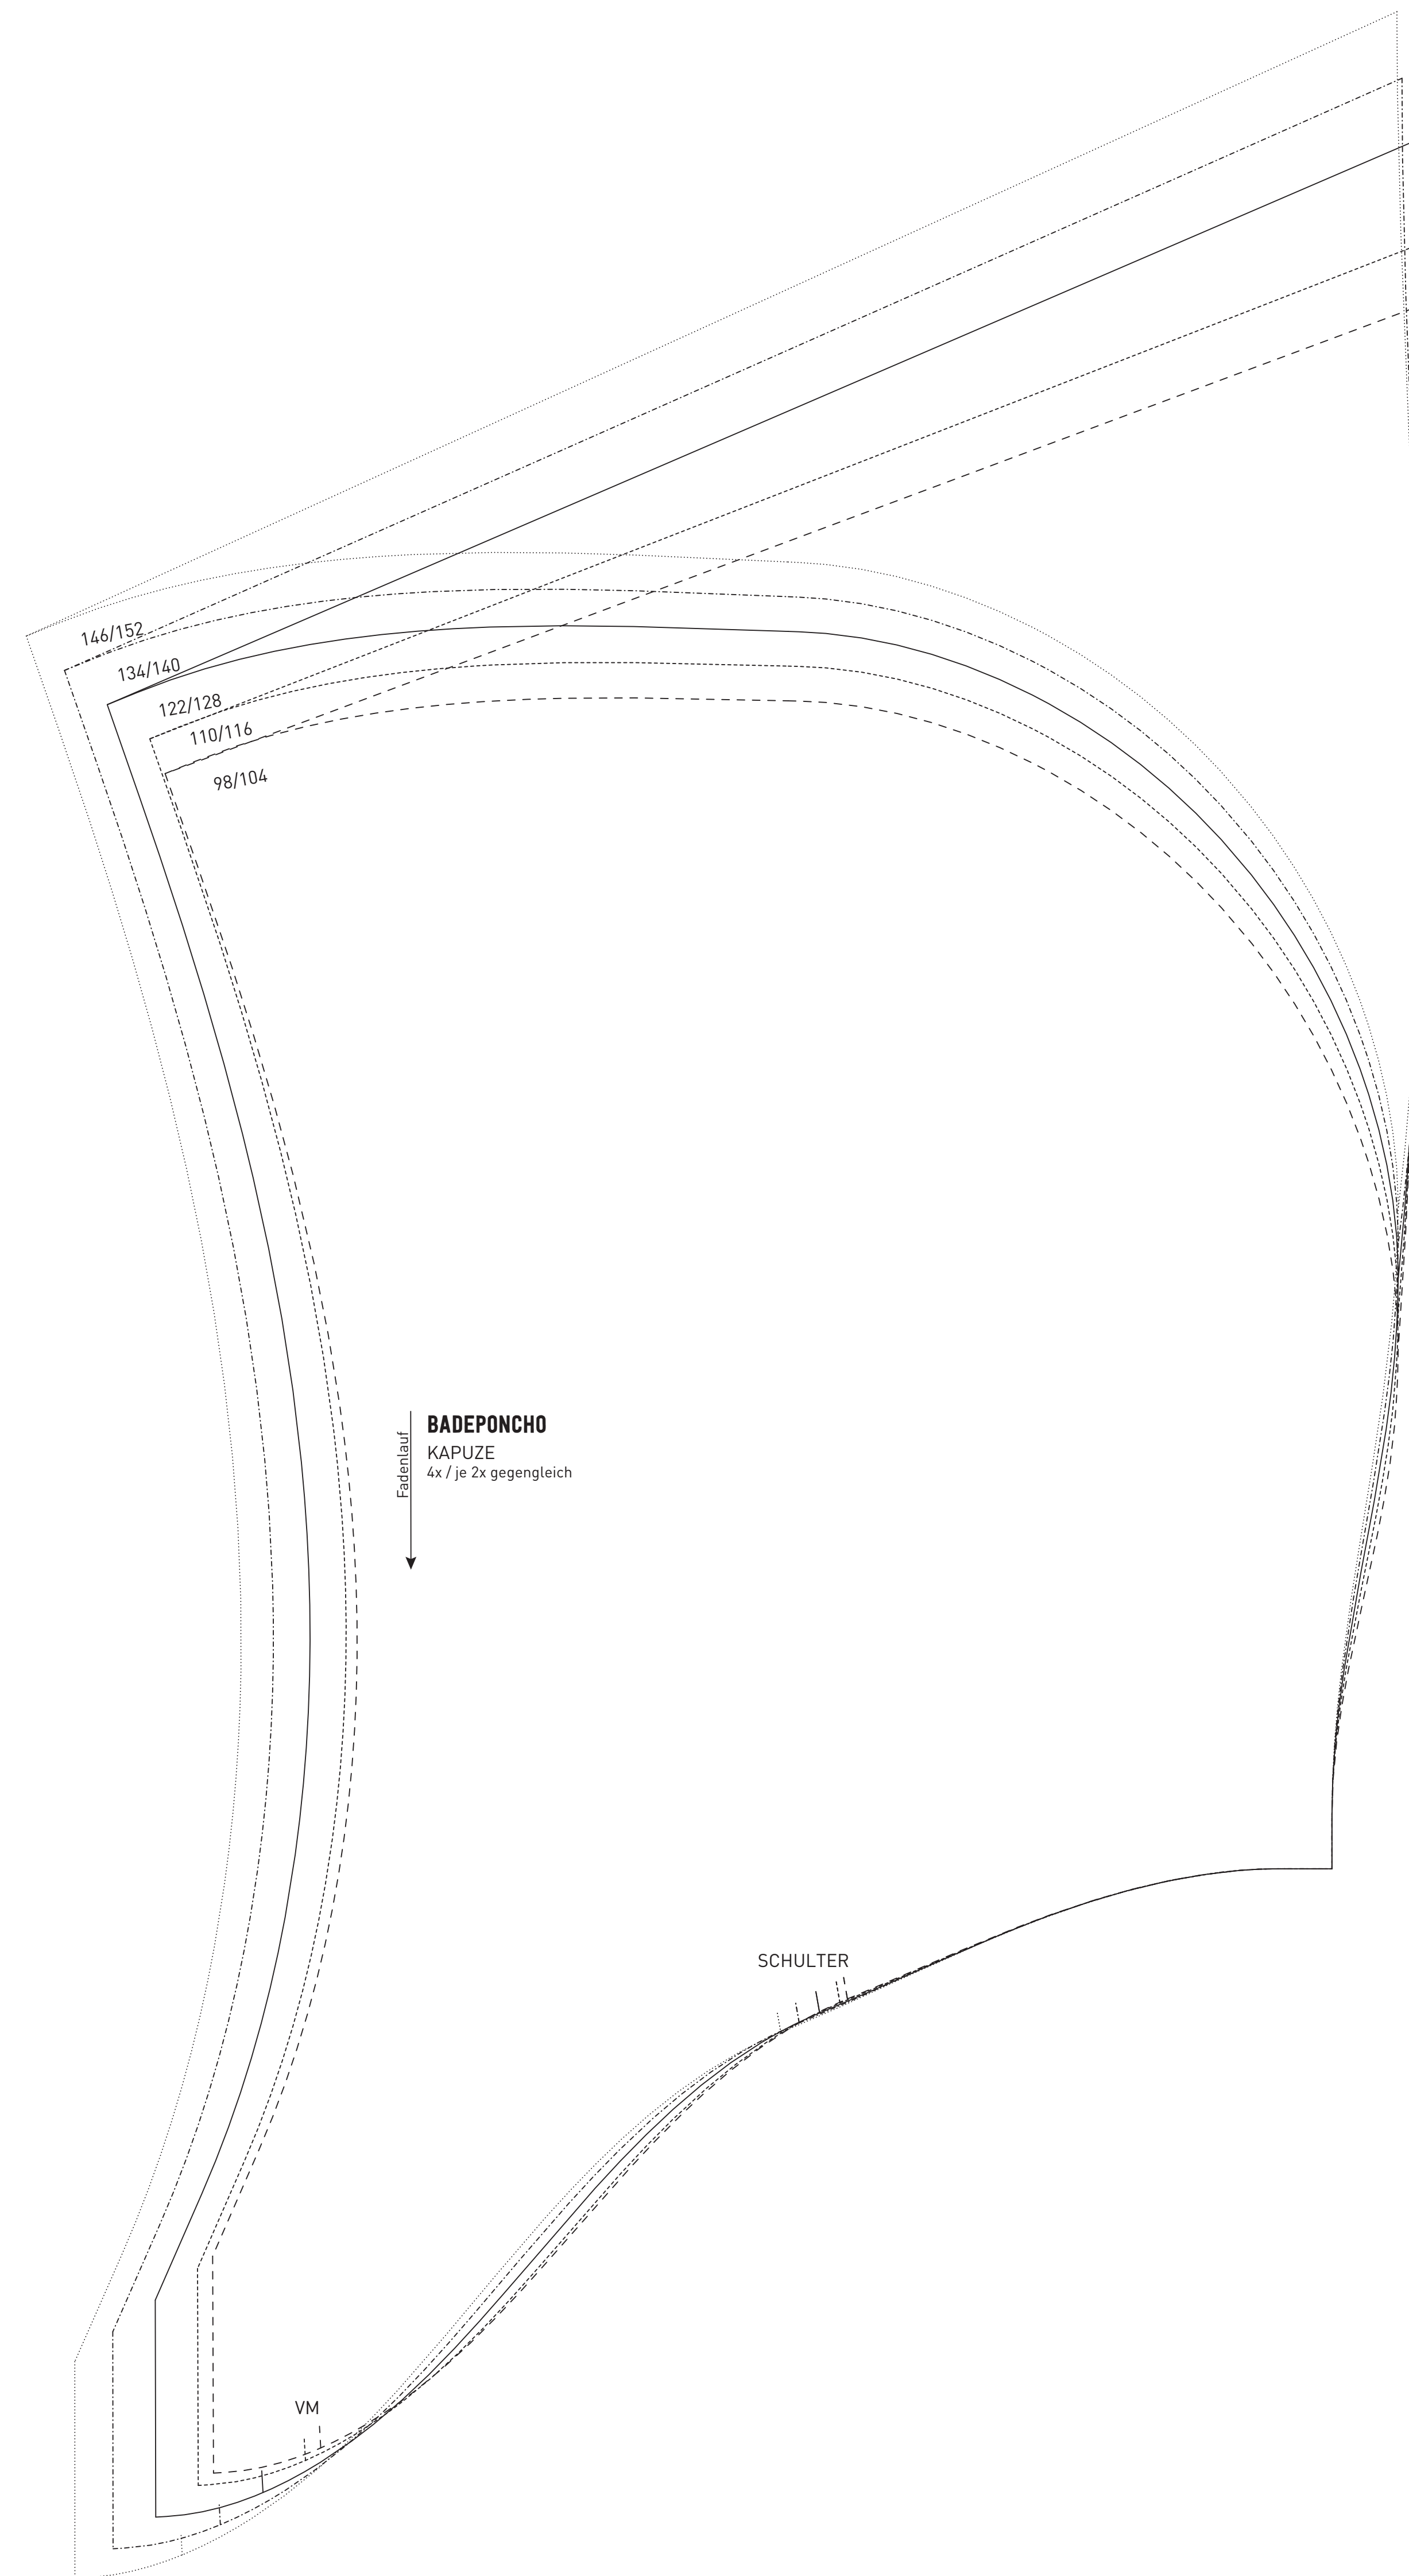 146/152
134/140
122/128
110/116
98/104
Fadenlauf
BADEPONCHO
KAPUZE
4x / je 2x gegengleich
SCHULTER
VM